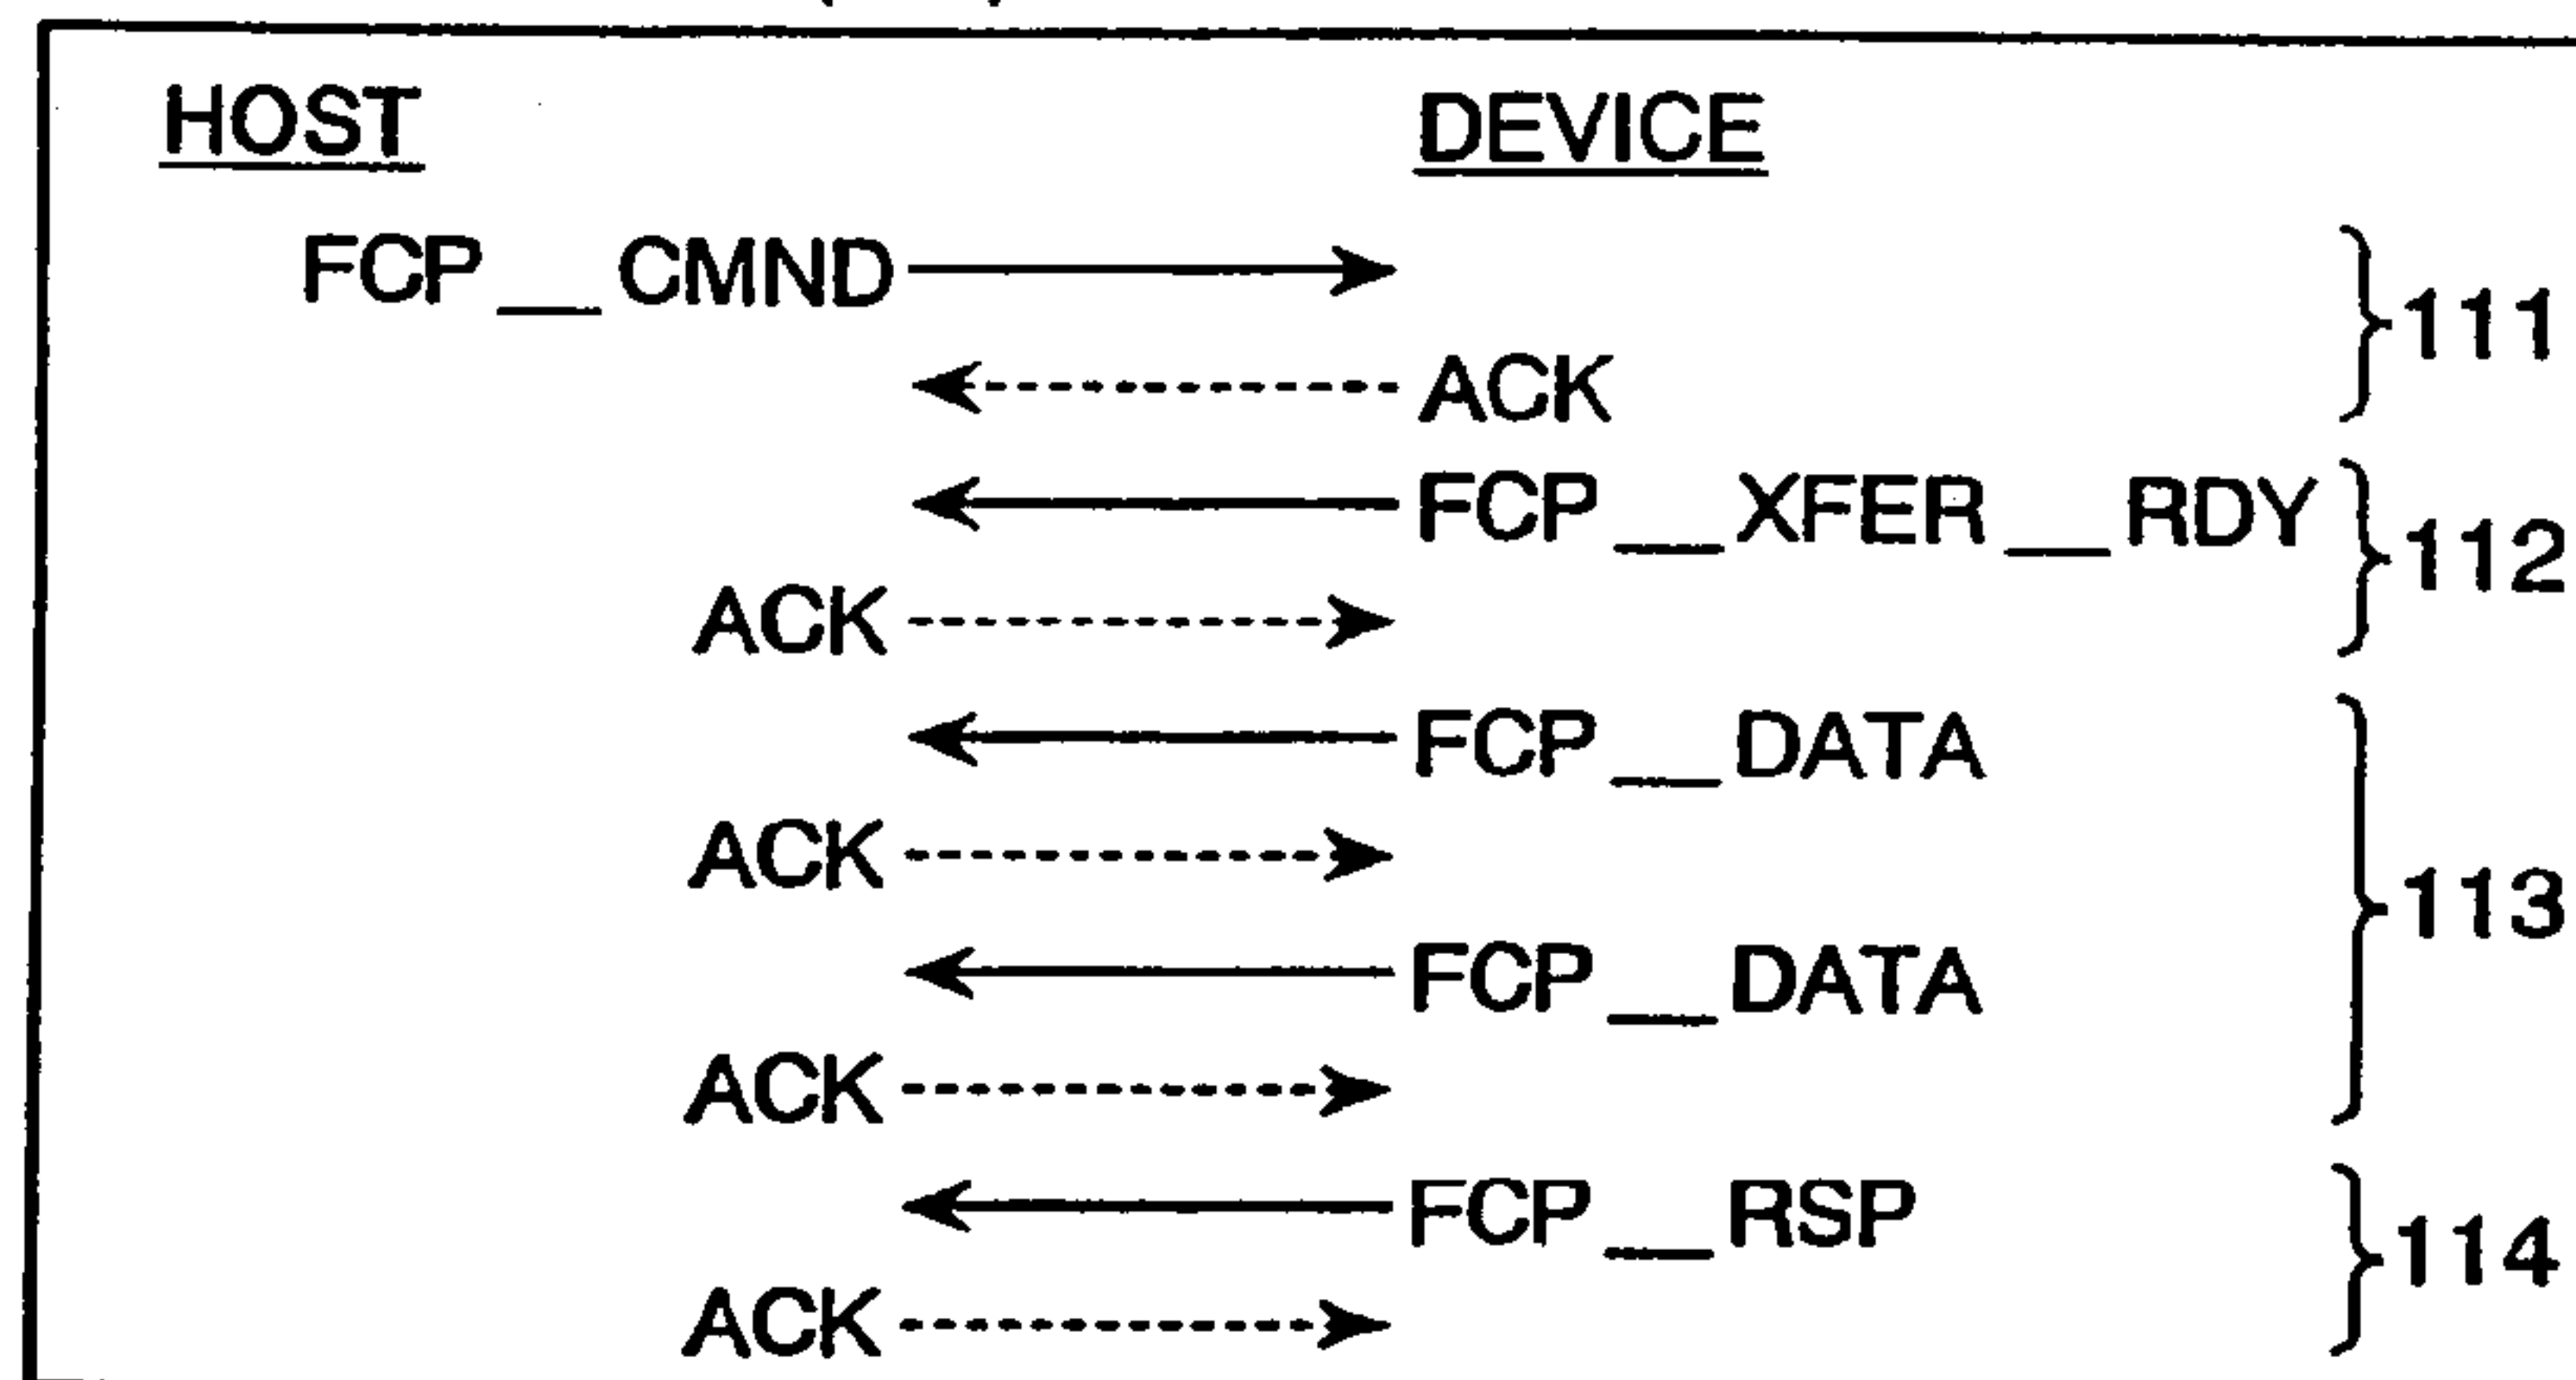 HOST DEVICE
FCP__CMND
111
ACK
FCP__XFER__RDY
112
ACK
FCP__DATA
ACK
113
FCP__DATA
ACK
FCP__RSP
114
ACK